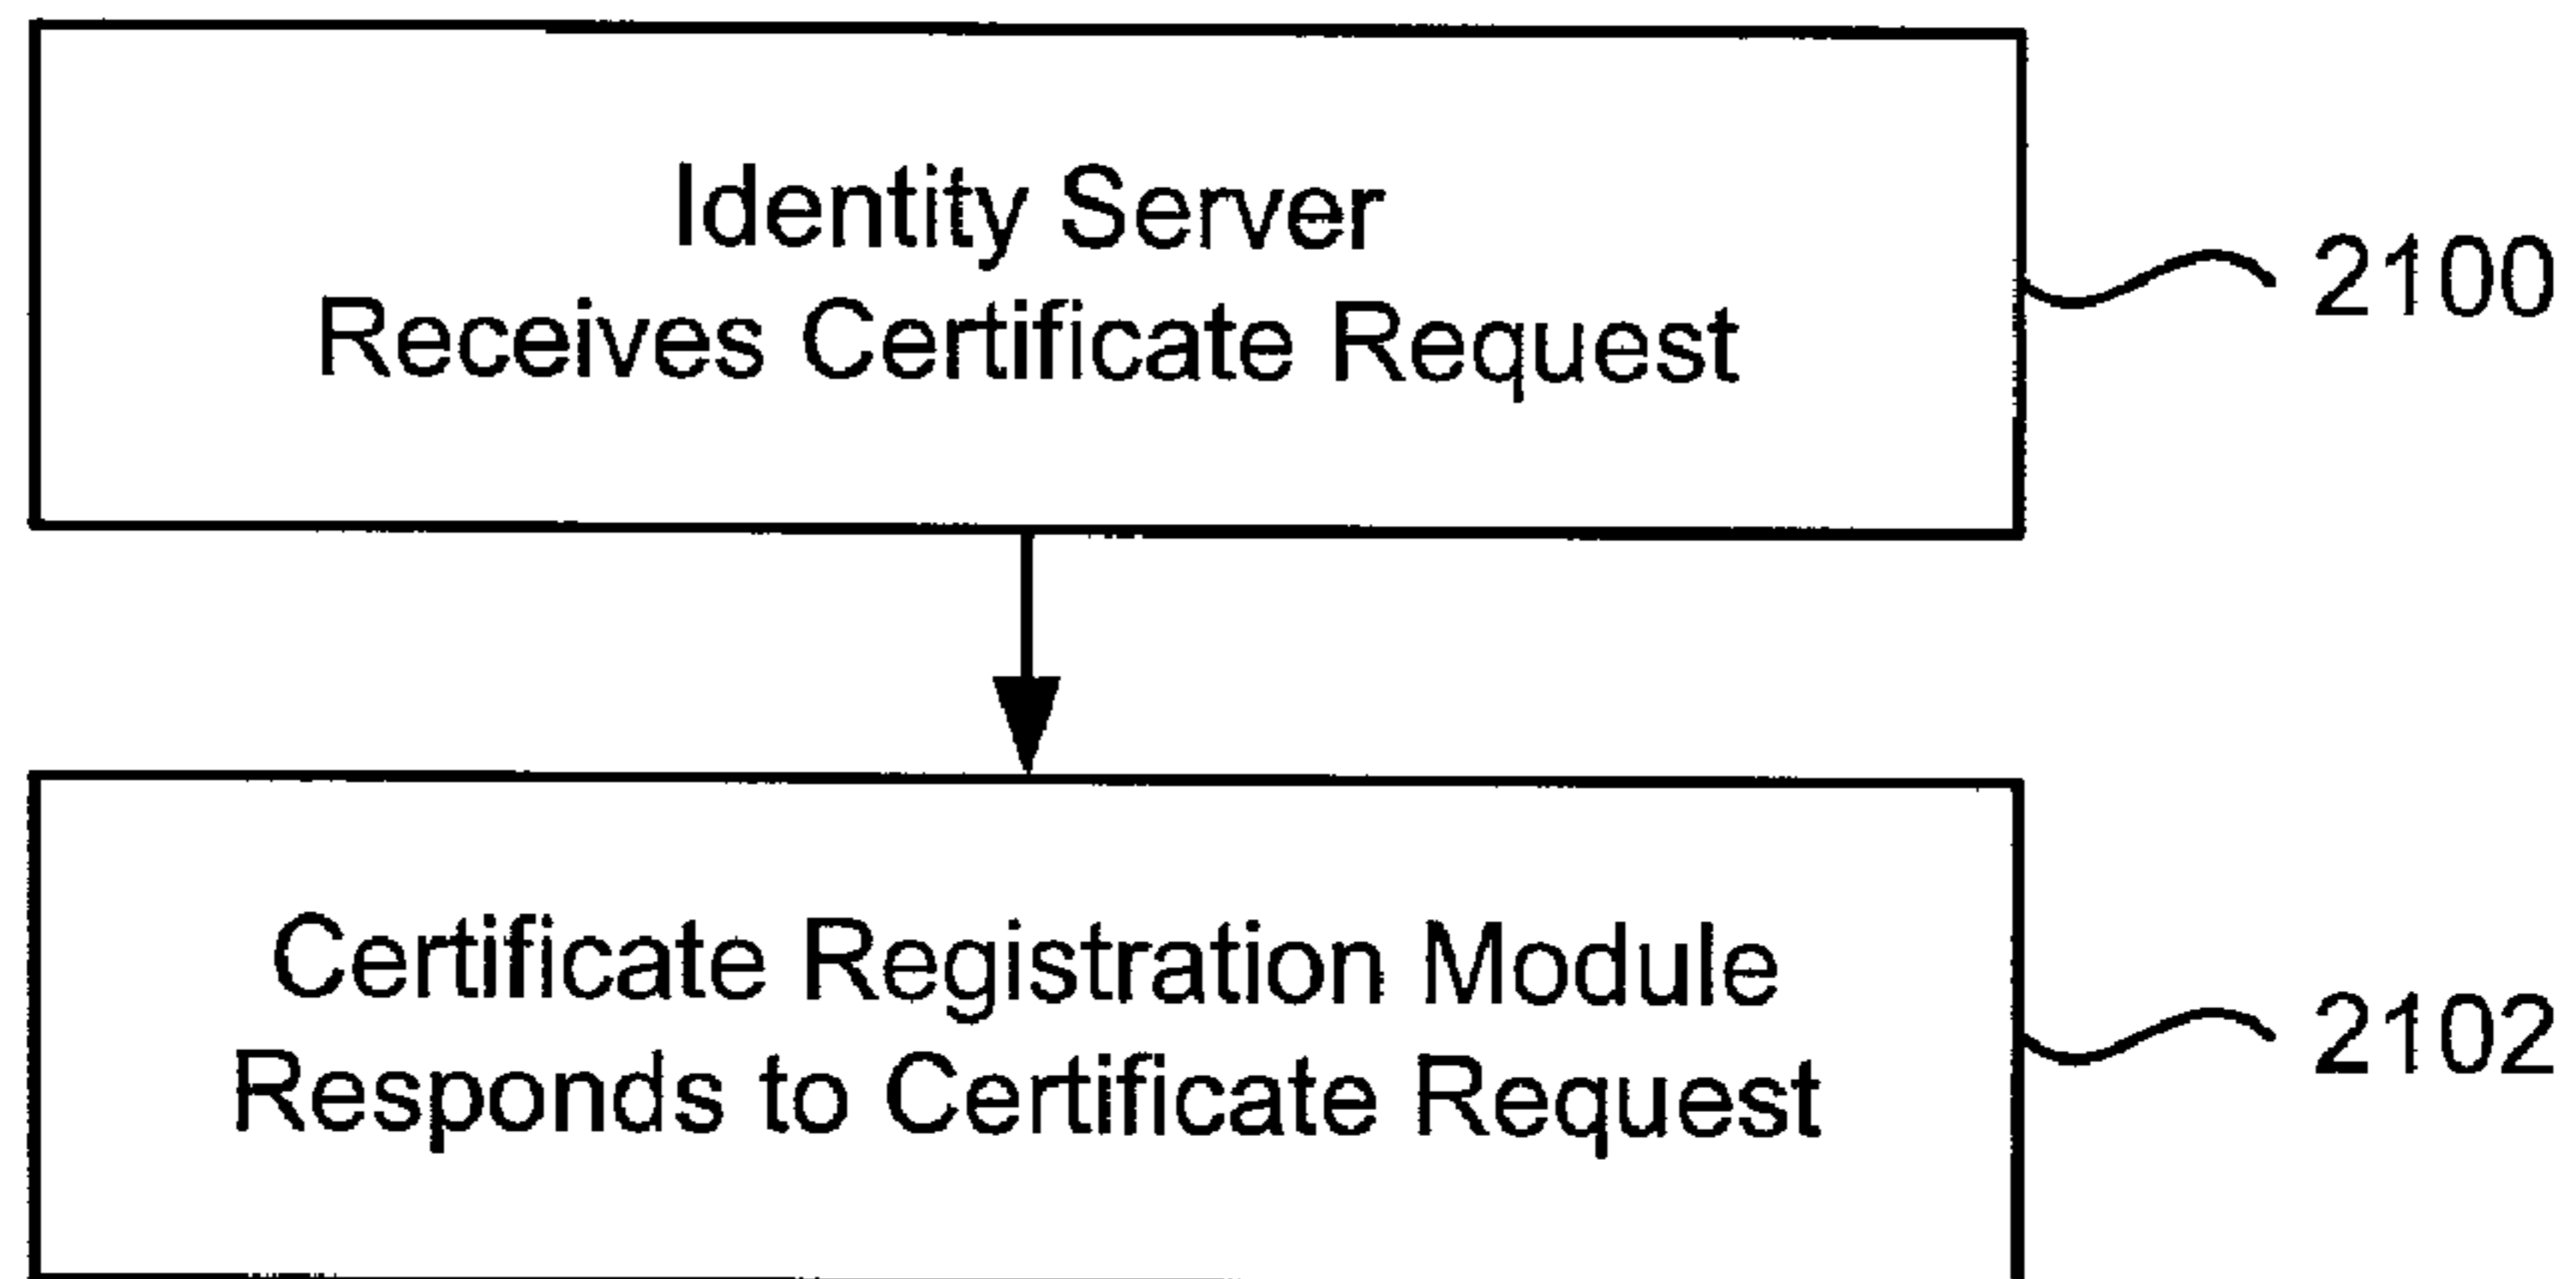 Identity Server
Receives Certificate Request
2100
Certificate Registration Module
Responds to Certificate Request
2102